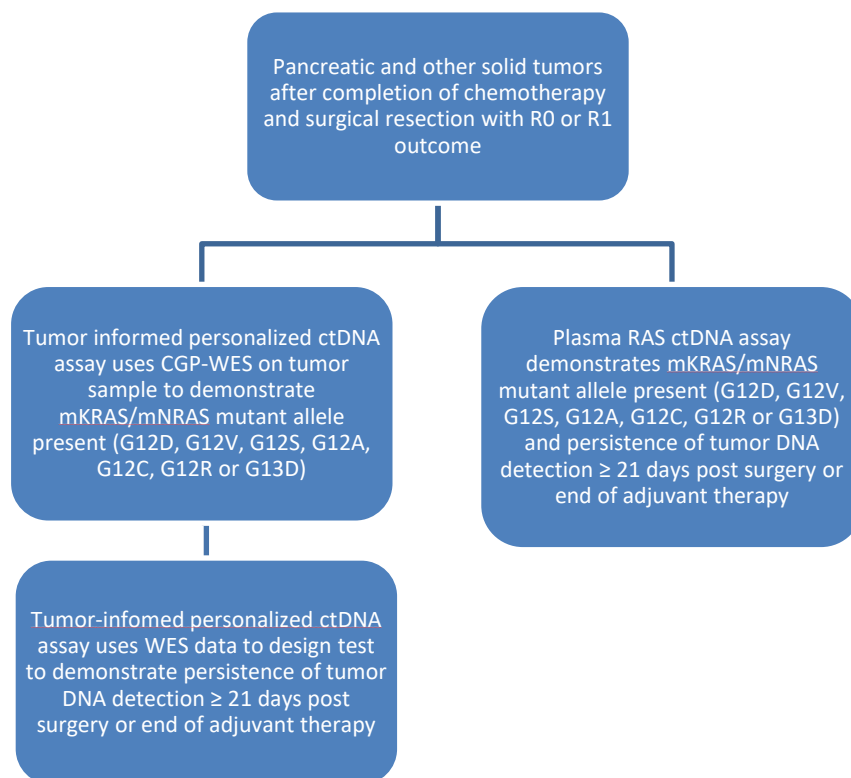 Pancreatic and other solid tumors
after completion of chemotherapy
and surgical resection with R0 or R1
outcome
Tumor informed personalized ctDNA
assay uses CGP-WES on tumor
sample to demonstrate
mKRAS/mNRAS mutant allele
present (G12D, G12V, G12S, G12A,
G12C, G12R or G13D)
Plasma RAS ctDNA assay
demonstrates mKRAS/mNRAS
mutant allele present (G12D, G12V,
G12S, G12A, G12C, G12R or G13D)
and persistence of tumor DNA
detection ≥ 21 days post surgery or
end of adjuvant therapy
Tumor-infomed personalized ctDNA
assay uses WES data to design test
to demonstrate persistence of tumor
DNA detection ≥ 21 days post
surgery or end of adjuvant therapy